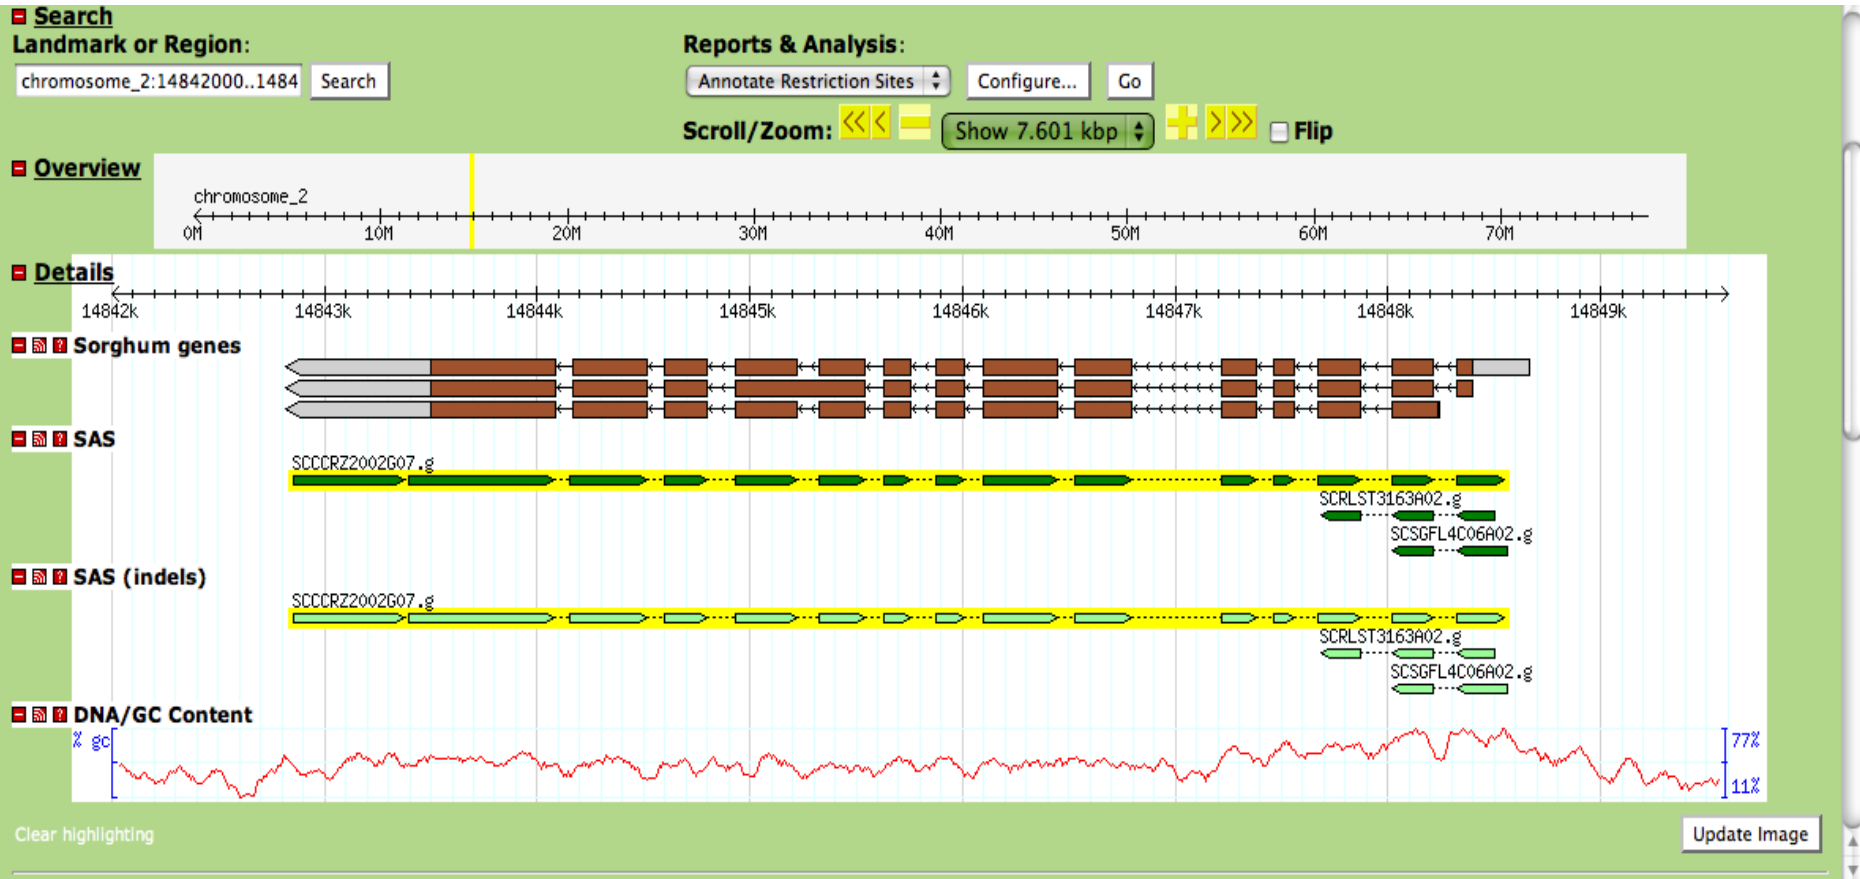 Search
Landmark or Region:
Reports & Analysis:
chromosome_2:14842000..1484 Search
Annotate Restriction Sites Configure... Go
Scroll/Zoom: << < Show 7.601 kbp > >> Flip
Overview
chromosome_2
0M 10M 20M 30M 40M 50M 60M 70M
Details
14842k 14843k 14844k 14845k 14846k 14847k 14848k 14849k
Sorghum genes
SAS
SCCCRZ2002G07.g
SCRLST3163A02.g
SCSGFL4C06A02.g
SAS (indels)
SCCCRZ2002G07.g
SCRLST3163A02.g
SCSGFL4C06A02.g
DNA/GC Content
% gc
77%
11%
Clear highlighting
Update Image